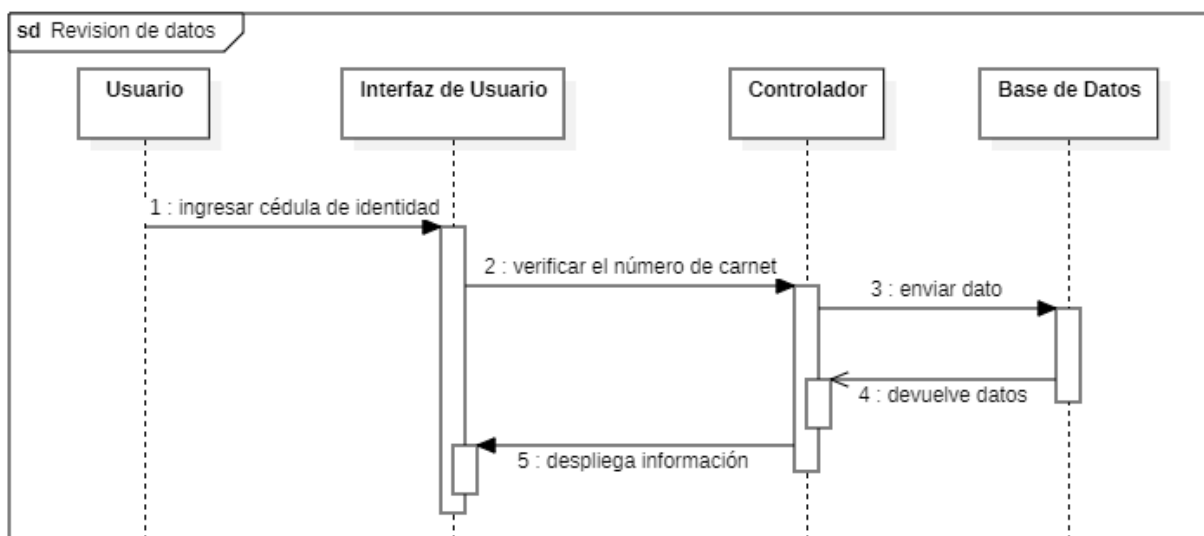 sd Revision de datos
Usuario
Interfaz de Usuario
Controlador
Base de Datos
1 : ingresar cédula de identidad
2 : verificar el número de carnet
3 : enviar dato
4 : devuelve datos
5 : despliega información